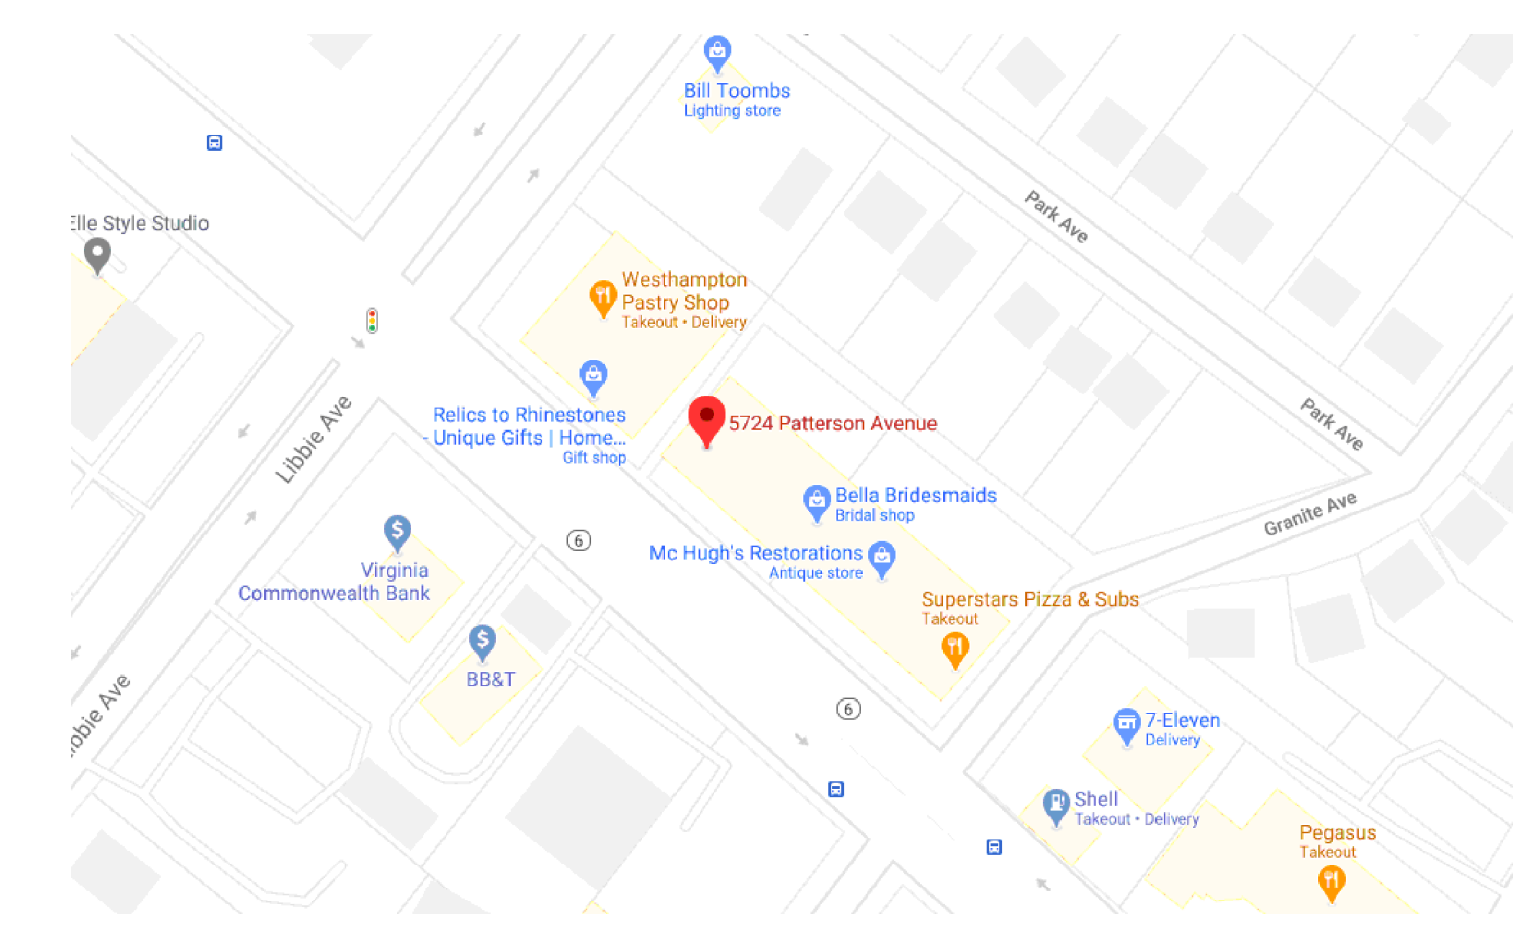 Bill Toombs
Lighting store
Elle Style Studio
Park Ave
Westhampton
Pastry Shop
Takeout • Delivery
Relics to Rhinestones
- Unique Gifts | Home...
Gift shop
5724 Patterson Avenue
Libbie Ave
Park Ave
Bella Bridesmaids
Bridal shop
Granite Ave
6
Mc Hugh's Restorations
Antique store
$
Virginia
Commonwealth Bank
Superstars Pizza & Subs
Takeout
$
BB&T
Libbie Ave
6
7-Eleven
Delivery
Shell
Takeout • Delivery
Pegasus
Takeout